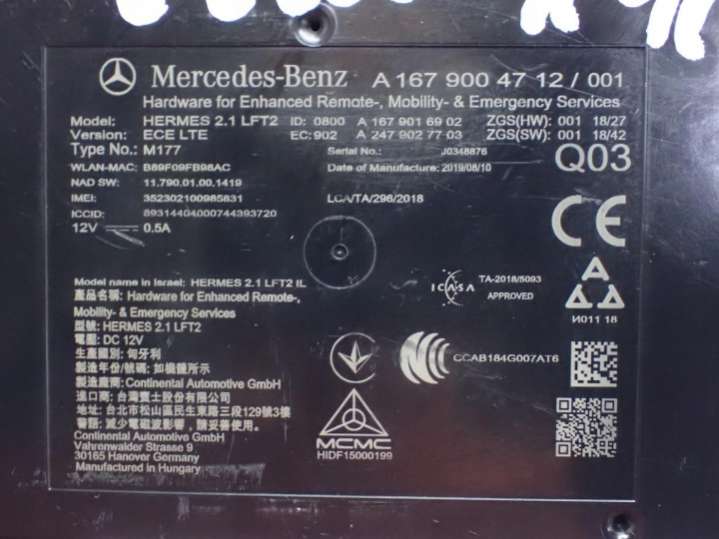 Mercedes-Benz A 167 900 47 12 / 001
Hardware for Enhanced Remote-, Mobility- & Emergency Services
Model: HERMES 2.1 LFT2 ID: 0800 A 167 901 69 02 ZGS(HW): 001 18/27
Version: ECE LTE EC: 902 A 247 902 77 03 ZGS(SW): 001 18/42
Type No.: M177 Serial No.: J0348876 Q03
WLAN-MAC: B89F09FB98AC Date of Manufacture: 2019/08/10
NAD SW: 11.790.01.00.1419
IMEI: 352302100985831 LCA/TA/296/2018
ICCID: 89314404000744393720
12V 0.5A
CE
Model name in Israel: HERMES 2.1 LFT2 IL
ICASA TA-2018/5093
APPROVED
產品名稱: Hardware for Enhanced Remote-,
Mobility- & Emergency Services
型號: HERMES 2.1 LFT2
И011 18
電壓: DC 12V
生產國別: 匈牙利
製造年份/製造號碼: 如機體所示
CCAB184G007AT6
製造廠商: Continental Automotive GmbH
進口商: 台灣賓士股份有限公司
地址: 台北市松山區民生東路三段129號3樓
警語: 減少電磁波影響，請妥善使用。
Continental Automotive GmbH
Vahrenwalder Strasse 9
30165 Hanover Germany
Manufactured in Hungary
MCMC
HIDF15000199